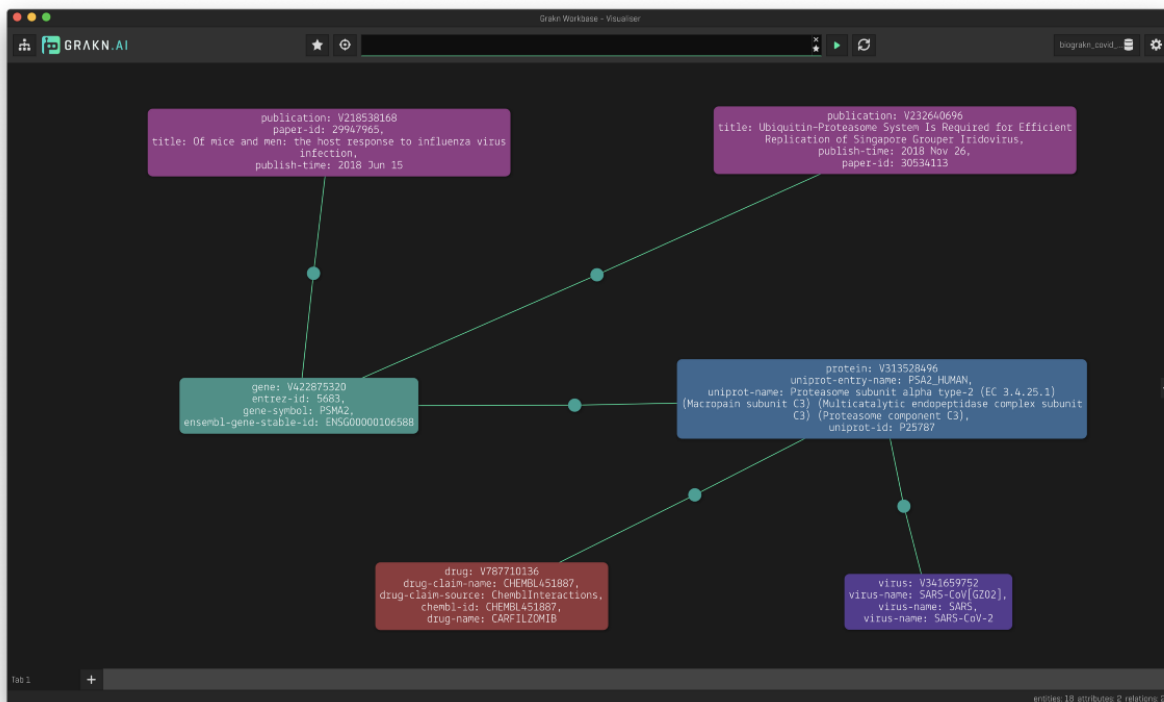 Grakn Workbase - Visualiser
GRAKN.AI
biograkn_covid_...
publication: V218538168
paper-id: 29947965,
title: Of mice and men: the host response to influenza virus
infection,
publish-time: 2018 Jun 15
publication: V232640696
title: Ubiquitin-Proteasome System Is Required for Efficient
Replication of Singapore Grouper Iridovirus,
publish-time: 2018 Nov 26,
paper-id: 30534113
gene: V422875320
entrez-id: 5683,
gene-symbol: PSMA2,
ensembl-gene-stable-id: ENSG00000106588
protein: V313528496
uniprot-entry-name: PSA2_HUMAN,
uniprot-name: Proteasome subunit alpha type-2 (EC 3.4.25.1)
(Macropain subunit C3) (Multicatalytic endopeptidase complex subunit
C3) (Proteasome component C3),
uniprot-id: P25787
drug: V787710136
drug-claim-name: CHEMBL451887,
drug-claim-source: ChemblInteractions,
chembl-id: CHEMBL451887,
drug-name: CARFILZOMIB
virus: V341659752
virus-name: SARS-CoV[GZ02],
virus-name: SARS,
virus-name: SARS-CoV-2
Tab 1
entities: 18 attributes: 2 relations: